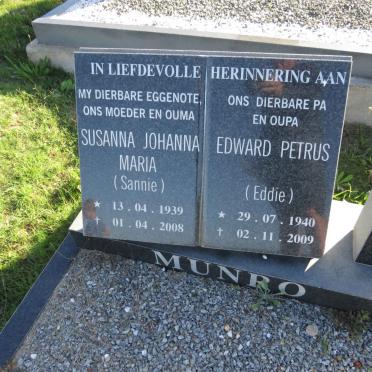 IN LIEFDEVOLLE HERINNERING AAN
MY DIERBARE EGGENOTE,
ONS MOEDER EN OUMA
SUSANNA JOHANNA
MARIA
(Sannie)
★ 13 . 04 . 1939
† 01 . 04 . 2008
ONS DIERBARE PA
EN OUPA
EDWARD PETRUS
(Eddie)
★ 29 . 07 . 1940
† 02 . 11 . 2009
MUNRO